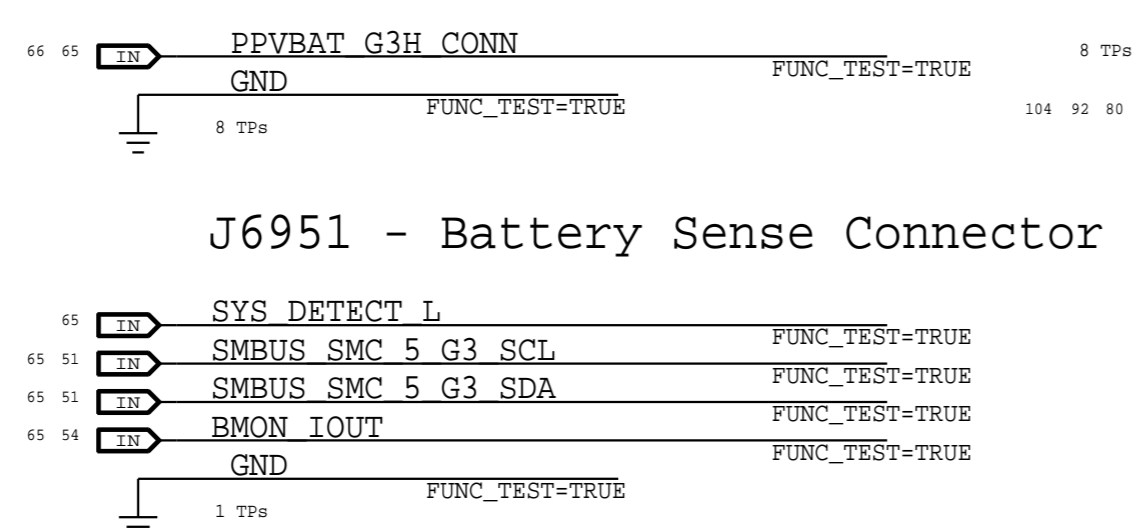 66 65 IN PPVBAT_G3H_CONN 8 TPs
FUNC_TEST=TRUE
GND
FUNC_TEST=TRUE
8 TPs
104 92 80
J6951 - Battery Sense Connector
65 IN SYS_DETECT_L
FUNC_TEST=TRUE
65 51 IN SMBUS_SMC_5_G3_SCL
FUNC_TEST=TRUE
65 51 IN SMBUS_SMC_5_G3_SDA
FUNC_TEST=TRUE
65 54 IN BMON_IOUT
FUNC_TEST=TRUE
GND
FUNC_TEST=TRUE
1 TPs